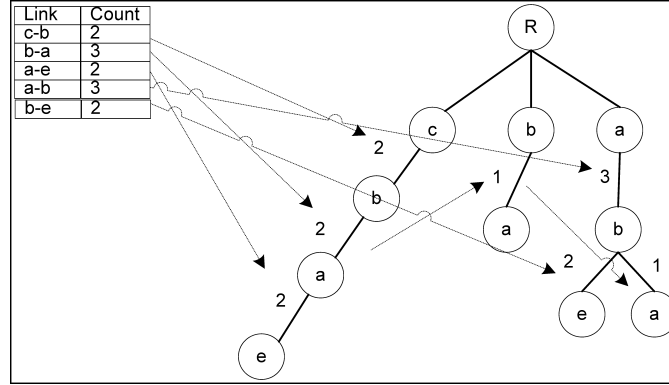 Link Count
c-b 2
b-a 3
a-e 2
a-b 3
b-e 2
R
c b a
2 1 3
b
2 a b
a 2 1
2 e a
e